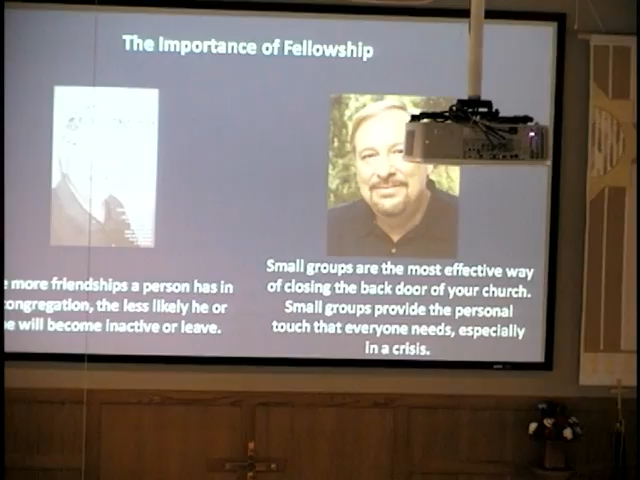 The Importance of Fellowship
more friendships a person has in
congregation, the less likely he or
will become inactive or leave.
Small groups are the most effective way
of closing the back door of your church.
Small groups provide the personal
touch that everyone needs, especially
in a crisis.